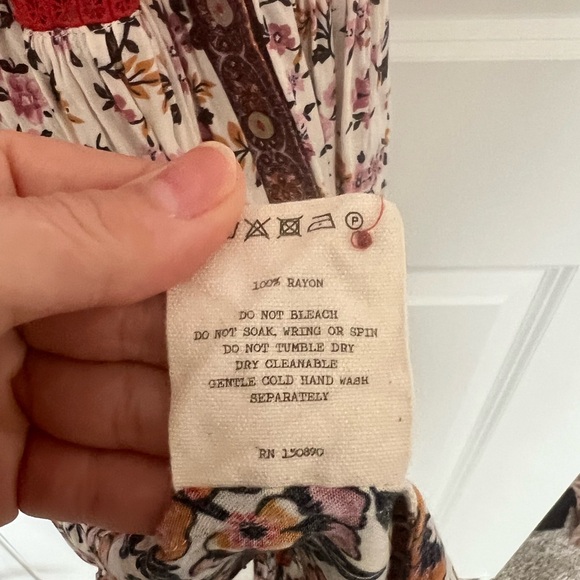 P
100% RAYON
DO NOT BLEACH
DO NOT SOAK, WRING OR SPIN
DO NOT TUMBLE DRY
DRY CLEANABLE
GENTLE COLD HAND WASH
SEPARATELY
RN 150890